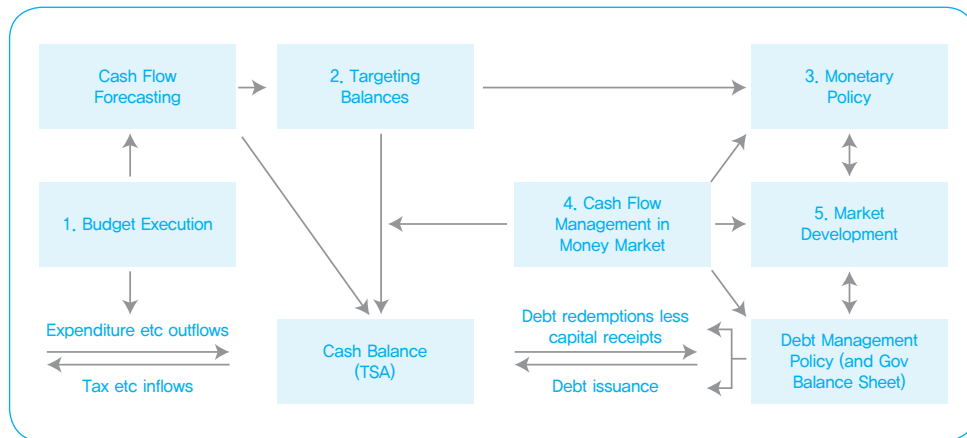 Cash Flow
Forecasting
2. Targeting
Balances
3. Monetary
Policy
1. Budget Execution
4. Cash Flow
Management in
Money Market
5. Market
Development
Expenditure etc outflows
Tax etc inflows
Cash Balance
(TSA)
Debt redemptions less
capital receipts
Debt issuance
Debt Management
Policy (and Gov
Balance Sheet)